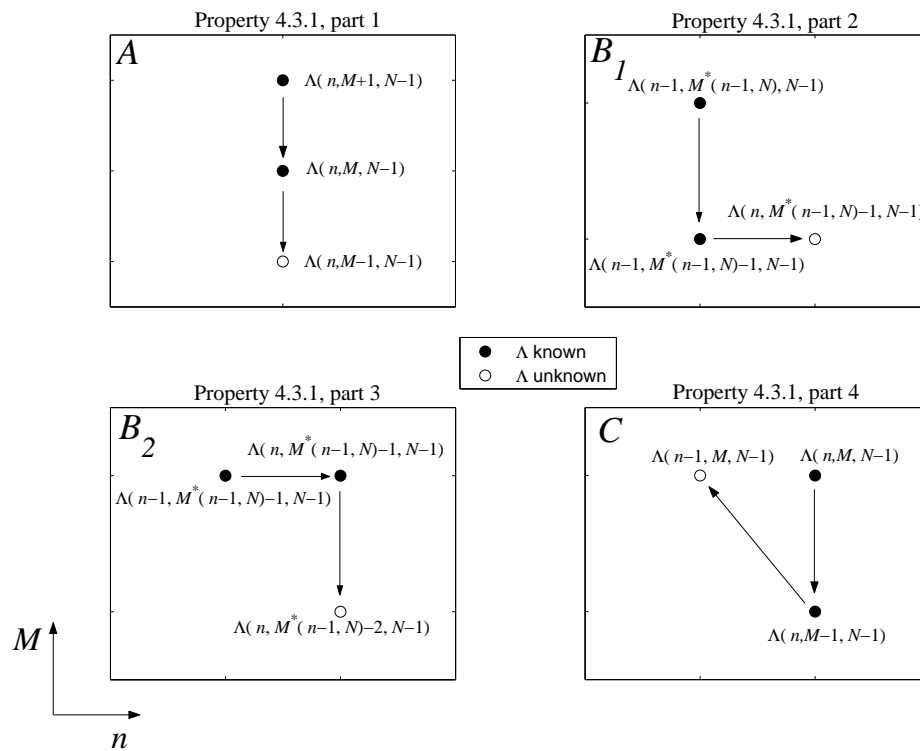 Property 4.3.1, part 1
A
Λ( n,M+1, N−1)
Λ( n,M, N−1)
Λ( n,M−1, N−1)
Property 4.3.1, part 2
B1
Λ(n−1, M*( n−1, N), N−1)
Λ( n, M*( n−1, N)−1, N−1)
Λ(n−1, M*( n−1, N)−1, N−1)
Λ known
Λ unknown
Property 4.3.1, part 3
B2
Λ( n, M*( n−1, N)−1, N−1)
Λ(n−1, M*( n−1, N)−1, N−1)
Λ( n, M*( n−1, N)−2, N−1)
Property 4.3.1, part 4
C
Λ( n−1, M, N−1)
Λ( n,M, N−1)
Λ( n,M−1, N−1)
M
n